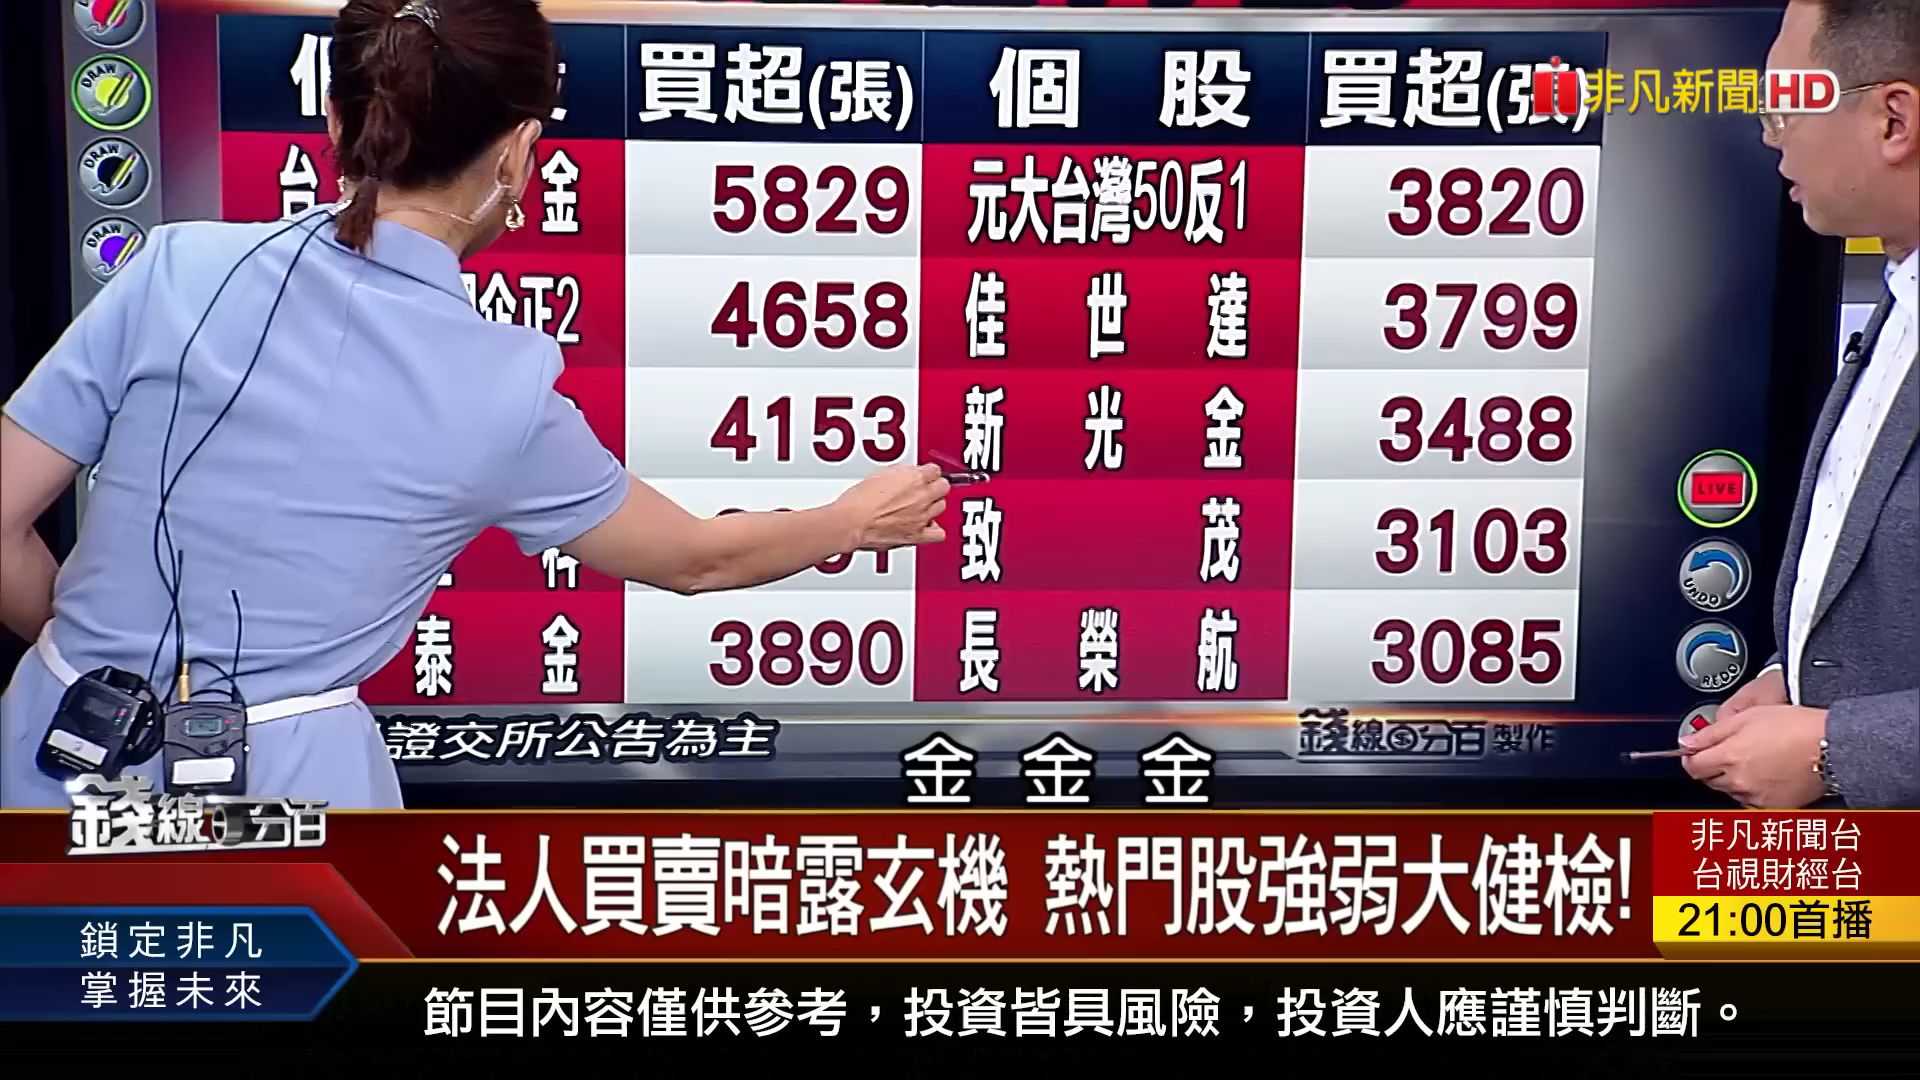 DRAW
DRAW
DRAW
買超(張) 個股 買超(張)
非凡新聞HD
台 金 5829 元大台灣50反1 3820
正2 4658 佳世達 3799
4153 新光金 3488
致茂 3103
泰金 3890 長榮航 3085
LIVE
UNDO
REDO
證交所公告為主
錢線百分百 製作
金金金
錢線百分百
法人買賣暗露玄機 熱門股強弱大健檢!
非凡新聞台
台視財經台
21:00首播
鎖定非凡
掌握未來
節目內容僅供參考，投資皆具風險，投資人應謹慎判斷。